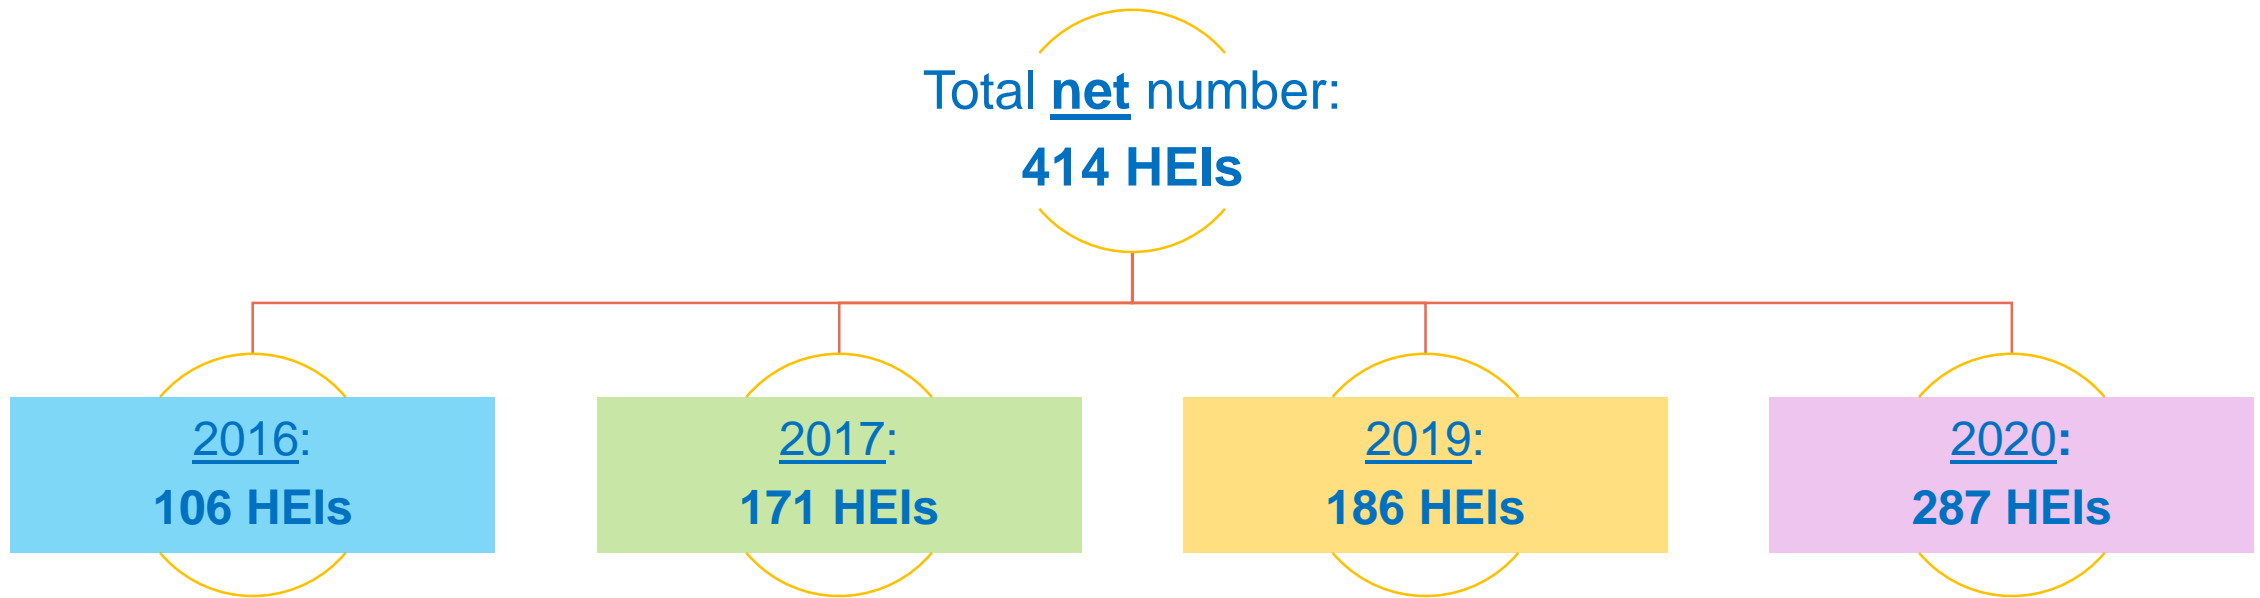 Total net number:
414 HEIs
2016:
106 HEIs
2017:
171 HEIs
2019:
186 HEIs
2020:
287 HEIs